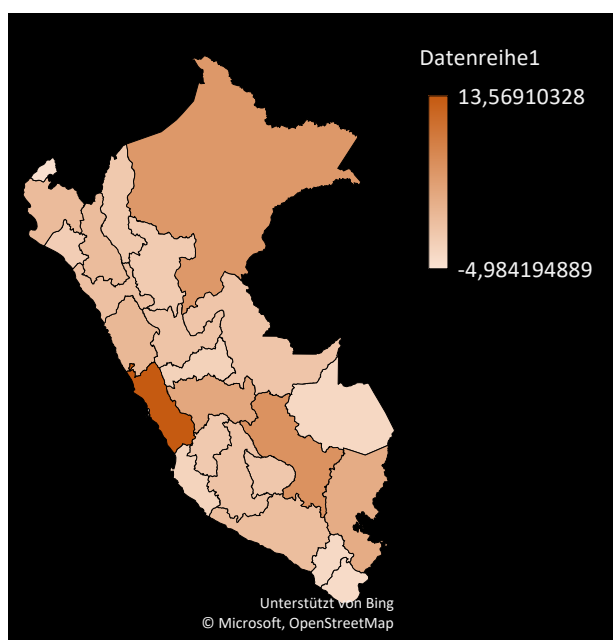 Datenreihe1
13,56910328
-4,984194889
Unterstützt von Bing
© Microsoft, OpenStreetMap